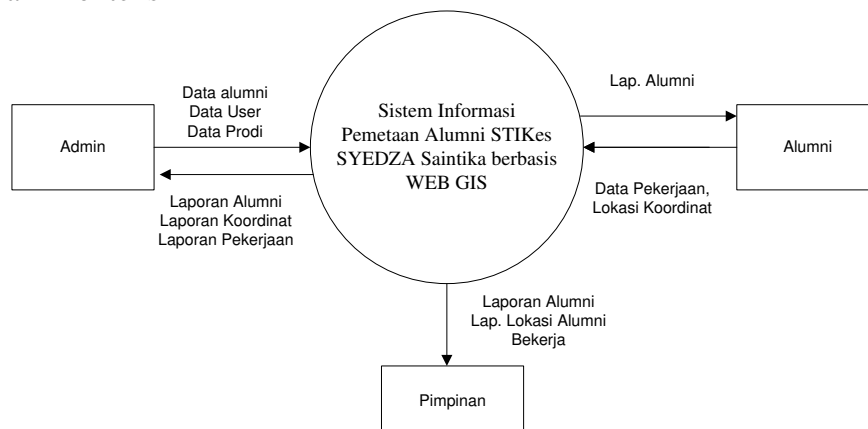 Data alumni
Data User
Data Prodi
Admin
Laporan Alumni
Laporan Koordinat
Laporan Pekerjaan
Sistem Informasi
Pemetaan Alumni STIKes
SYEDZA Saintika berbasis
WEB GIS
Lap. Alumni
Alumni
Data Pekerjaan,
Lokasi Koordinat
Laporan Alumni
Lap. Lokasi Alumni
Bekerja
Pimpinan